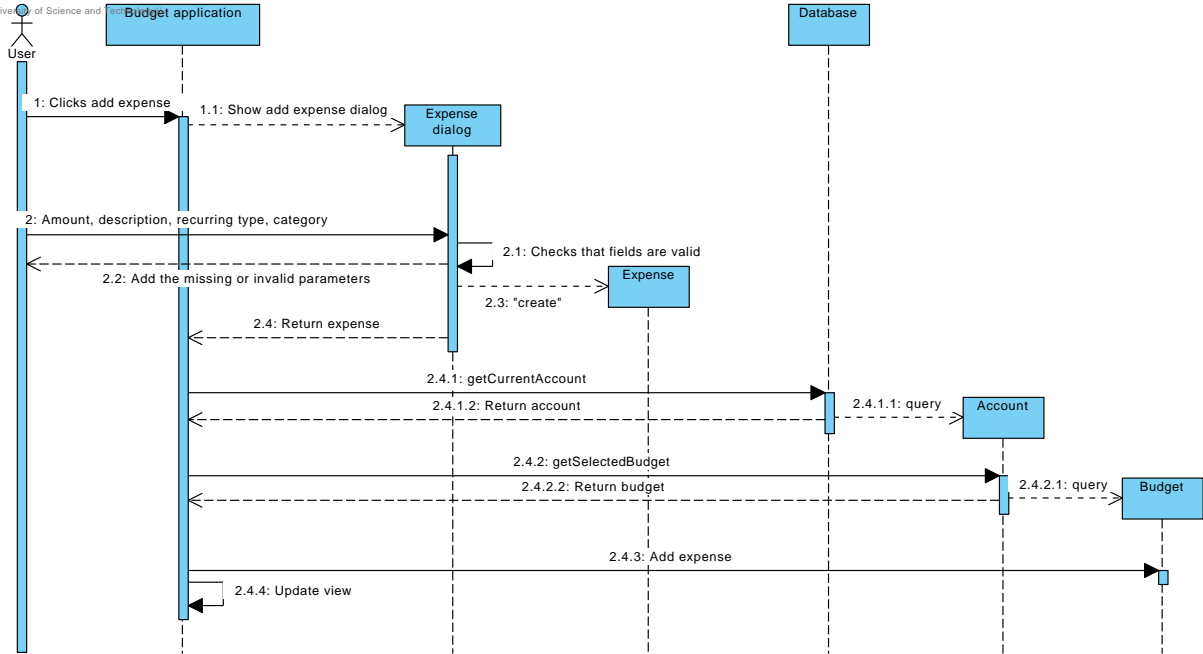 iversity of Science and
Budget application
Database
User
1: Clicks add expense
1.1: Show add expense dialog
Expense
dialog
2: Amount, description, recurring type, category
2.1: Checks that fields are valid
2.2: Add the missing or invalid parameters
Expense
2.3: "create"
2.4: Return expense
2.4.1: getCurrentAccount
2.4.1.2: Return account
2.4.1.1: query
Account
2.4.2: getSelectedBudget
2.4.2.2: Return budget
2.4.2.1: query
Budget
2.4.3: Add expense
2.4.4: Update view